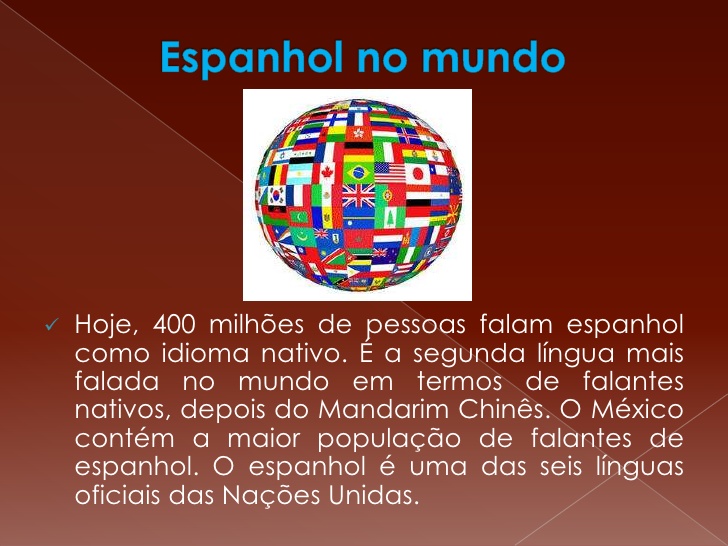 Espanhol no mundo
Hoje, 400 milhões de pessoas falam espanhol
como idioma nativo. É a segunda língua mais
falada no mundo em termos de falantes
nativos, depois do Mandarim Chinês. O México
contém a maior população de falantes de
espanhol. O espanhol é uma das seis línguas
oficiais das Nações Unidas.